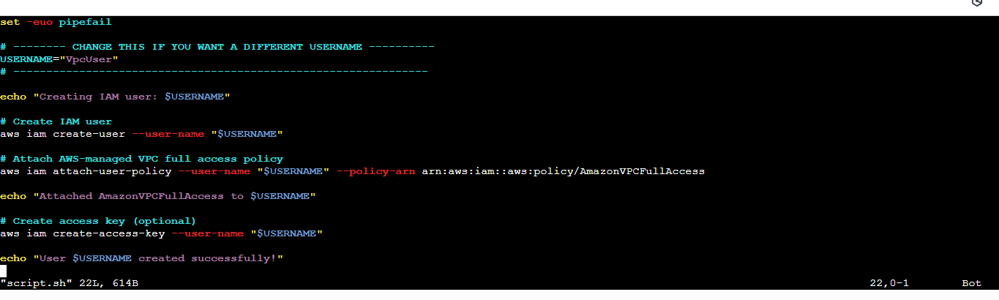 set -euo pipefail
# -------- CHANGE THIS IF YOU WANT A DIFFERENT USERNAME ----------
USERNAME="VpcUser"
# ---------------------------------------------------------------
echo "Creating IAM user: $USERNAME"
# Create IAM user
aws iam create-user --user-name "$USERNAME"
# Attach AWS-managed VPC full access policy
aws iam attach-user-policy --user-name "$USERNAME" --policy-arn arn:aws:iam::aws:policy/AmazonVPCFullAccess
echo "Attached AmazonVPCFullAccess to $USERNAME"
# Create access key (optional)
aws iam create-access-key --user-name "$USERNAME"
echo "User $USERNAME created successfully!"
"script.sh" 22L, 614B 22,0-1 Bot